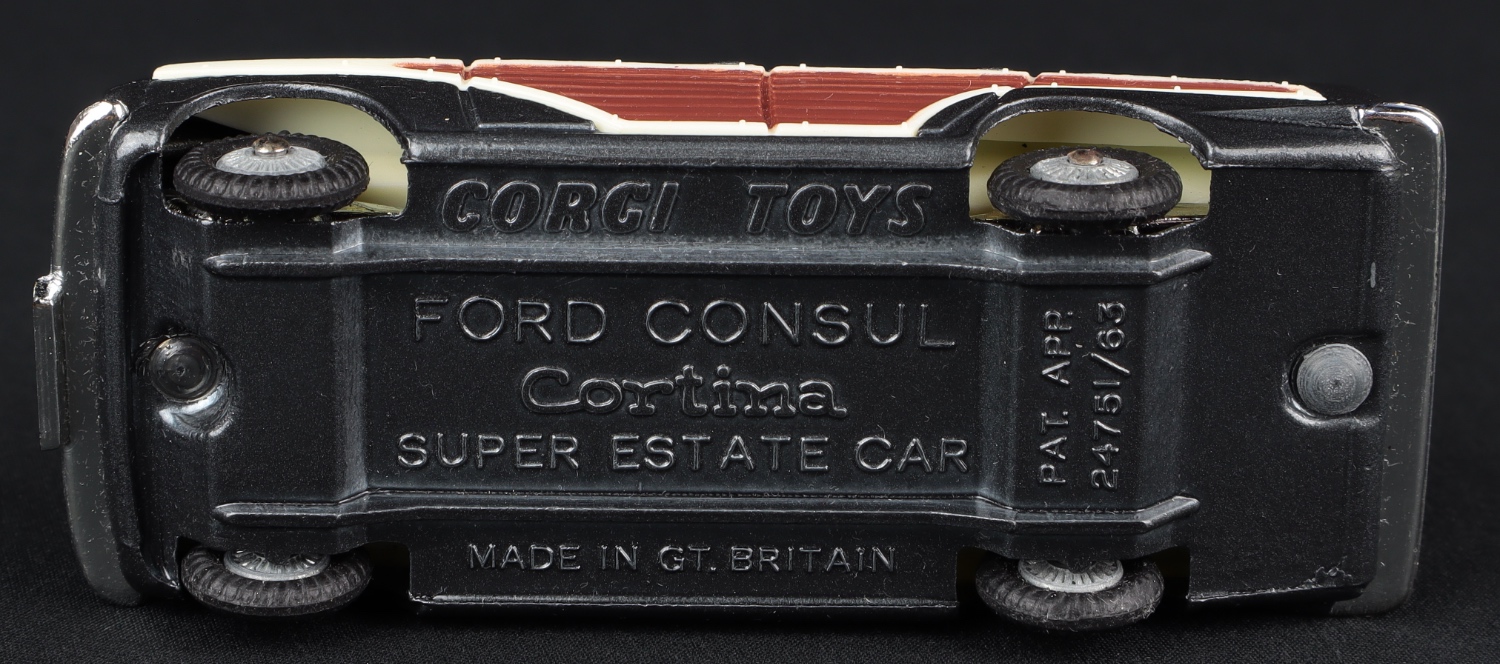 CORGI TOYS
FORD CONSUL
Cortina
SUPER ESTATE CAR
MADE IN GT. BRITAIN
PAT. APP.
24751/63